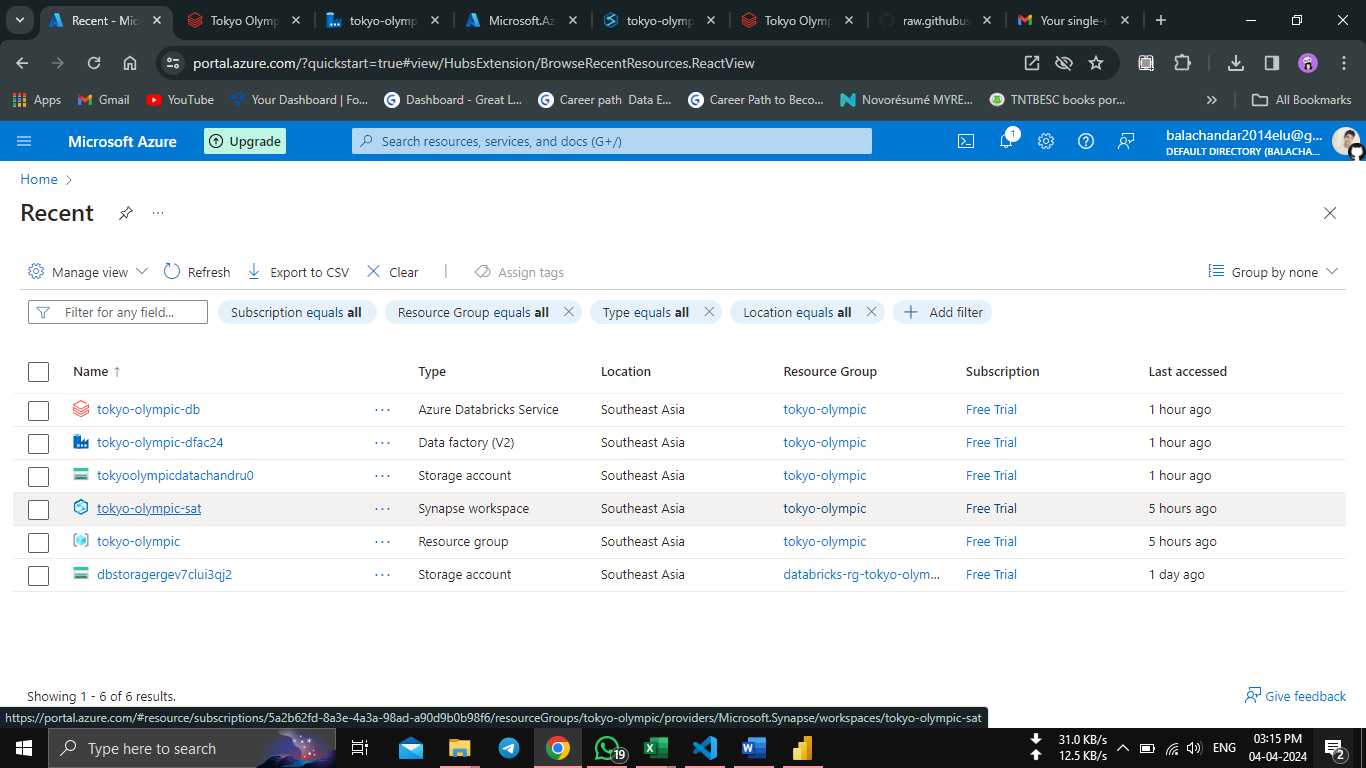 Recent - Mic
Tokyo Olymp
tokyo-olymp
Microsoft.Az
tokyo-olymp
Tokyo Olymp
raw.githubus
Your single-u
portal.azure.com/?quickstart=true#view/HubsExtension/BrowseRecentResources.ReactView
Apps
Gmail
YouTube
Your Dashboard | Fo...
Dashboard - Great L...
Career path Data E...
Career Path to Beco...
Novorésumé MYRE...
TNTBESC books por...
»
All Bookmarks
Microsoft Azure
Upgrade
Search resources, services, and docs (G+/)
1
balachandar2014elu@g...
DEFAULT DIRECTORY (BALACHA...
Home
Recent
Manage view
Refresh
Export to CSV
Clear
Assign tags
Group by none
Filter for any field...
Subscription equals all
Resource Group equals all
Type equals all
Location equals all
Add filter
Name ↑ Type Location Resource Group Subscription Last accessed
tokyo-olympic-db ... Azure Databricks Service Southeast Asia tokyo-olympic Free Trial 1 hour ago
tokyo-olympic-dfac24 ... Data factory (V2) Southeast Asia tokyo-olympic Free Trial 1 hour ago
tokyoolympicdatachandru0 ... Storage account Southeast Asia tokyo-olympic Free Trial 1 hour ago
tokyo-olympic-sat ... Synapse workspace Southeast Asia tokyo-olympic Free Trial 5 hours ago
tokyo-olympic ... Resource group Southeast Asia tokyo-olympic Free Trial 5 hours ago
dbstoragergev7clui3qj2 ... Storage account Southeast Asia databricks-rg-tokyo-olym... Free Trial 1 day ago
Showing 1 - 6 of 6 results.
Give feedback
https://portal.azure.com/#resource/subscriptions/5a2b62fd-8a3e-4a3a-98ad-a90d9b0b98f6/resourceGroups/tokyo-olympic/providers/Microsoft.Synapse/workspaces/tokyo-olympic-sat
Type here to search
19
31.0 KB/s
12.5 KB/s
ENG
03:15 PM
04-04-2024
2